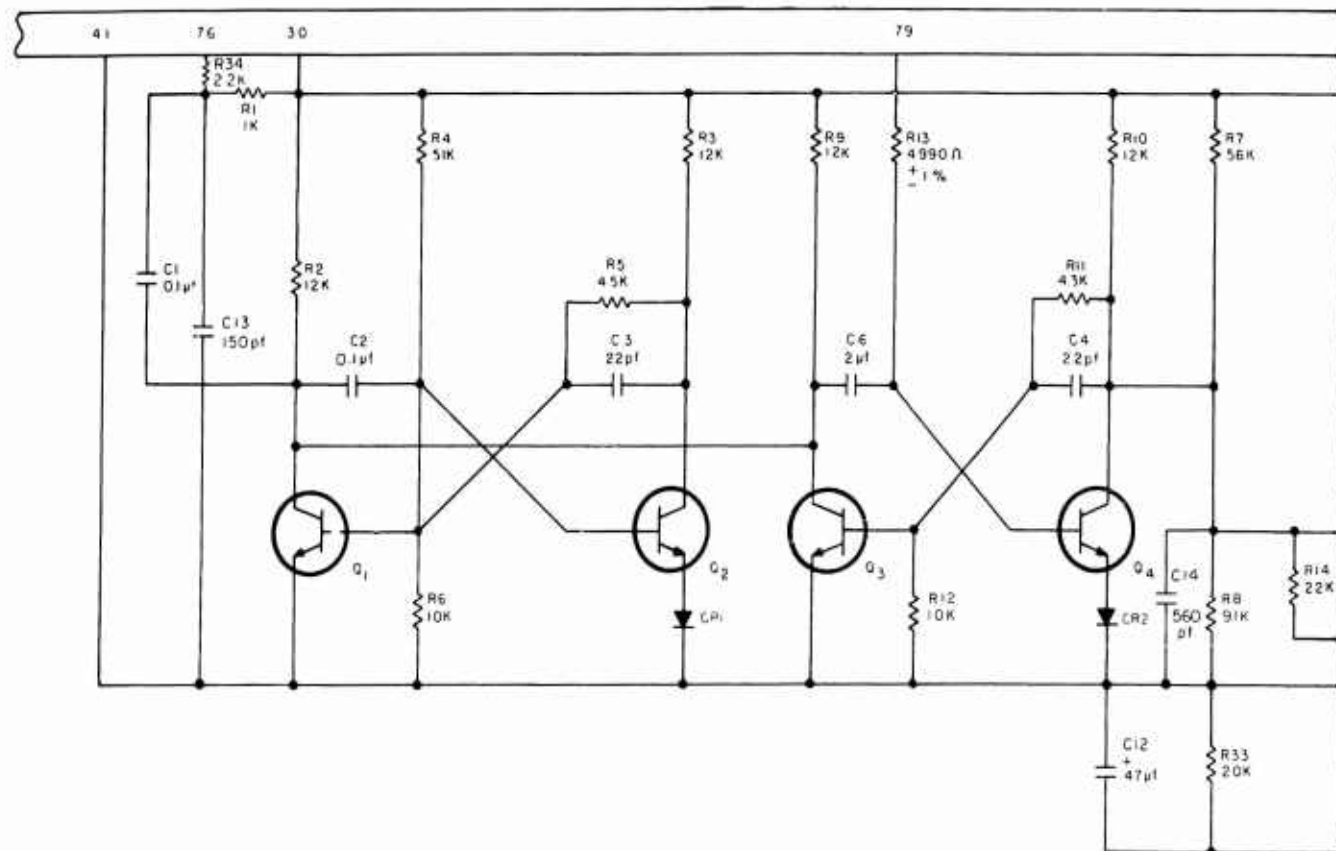 41 76 30 79
R34
2.2K
R1
1K
R4
51K
R3
12K
R9
12K
R13
4990Ω
+
- 1%
R10
12K
R7
56K
C1
0.1µf
R2
12K
C13
150pf
C2
0.1µf
R5
45K
C3
22pf
C6
2µf
R11
43K
C4
22pf
Q1
Q2
Q3
Q4
R6
10K
CR1
R12
10K
CR2
C14
560
pf
R8
91K
R14
22K
C12
+
47µf
R33
20K